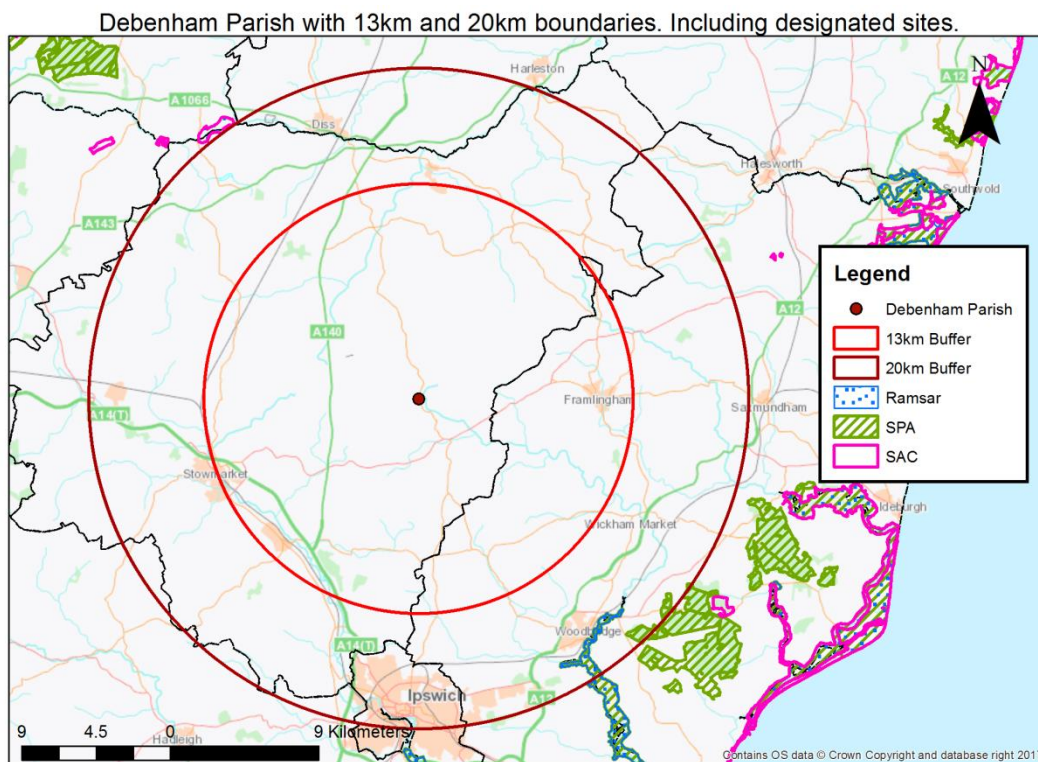 Debenham Parish with 13km and 20km boundaries. Including designated sites.
Harleston
A12
N
A1066
Diss
Halesworth
Southwold
A143
Legend
Debenham Parish
13km Buffer
20km Buffer
Ramsar
SPA
SAC
A12
A140
Framlingham
Saxmundham
A14(T)
Stowmarket
Wickham Market
ldeburgh
Woodbridge
A14(T)
Ipswich
A12
Hadleigh
9 4.5 0 9 Kilometers
Contains OS data © Crown Copyright and database right 201